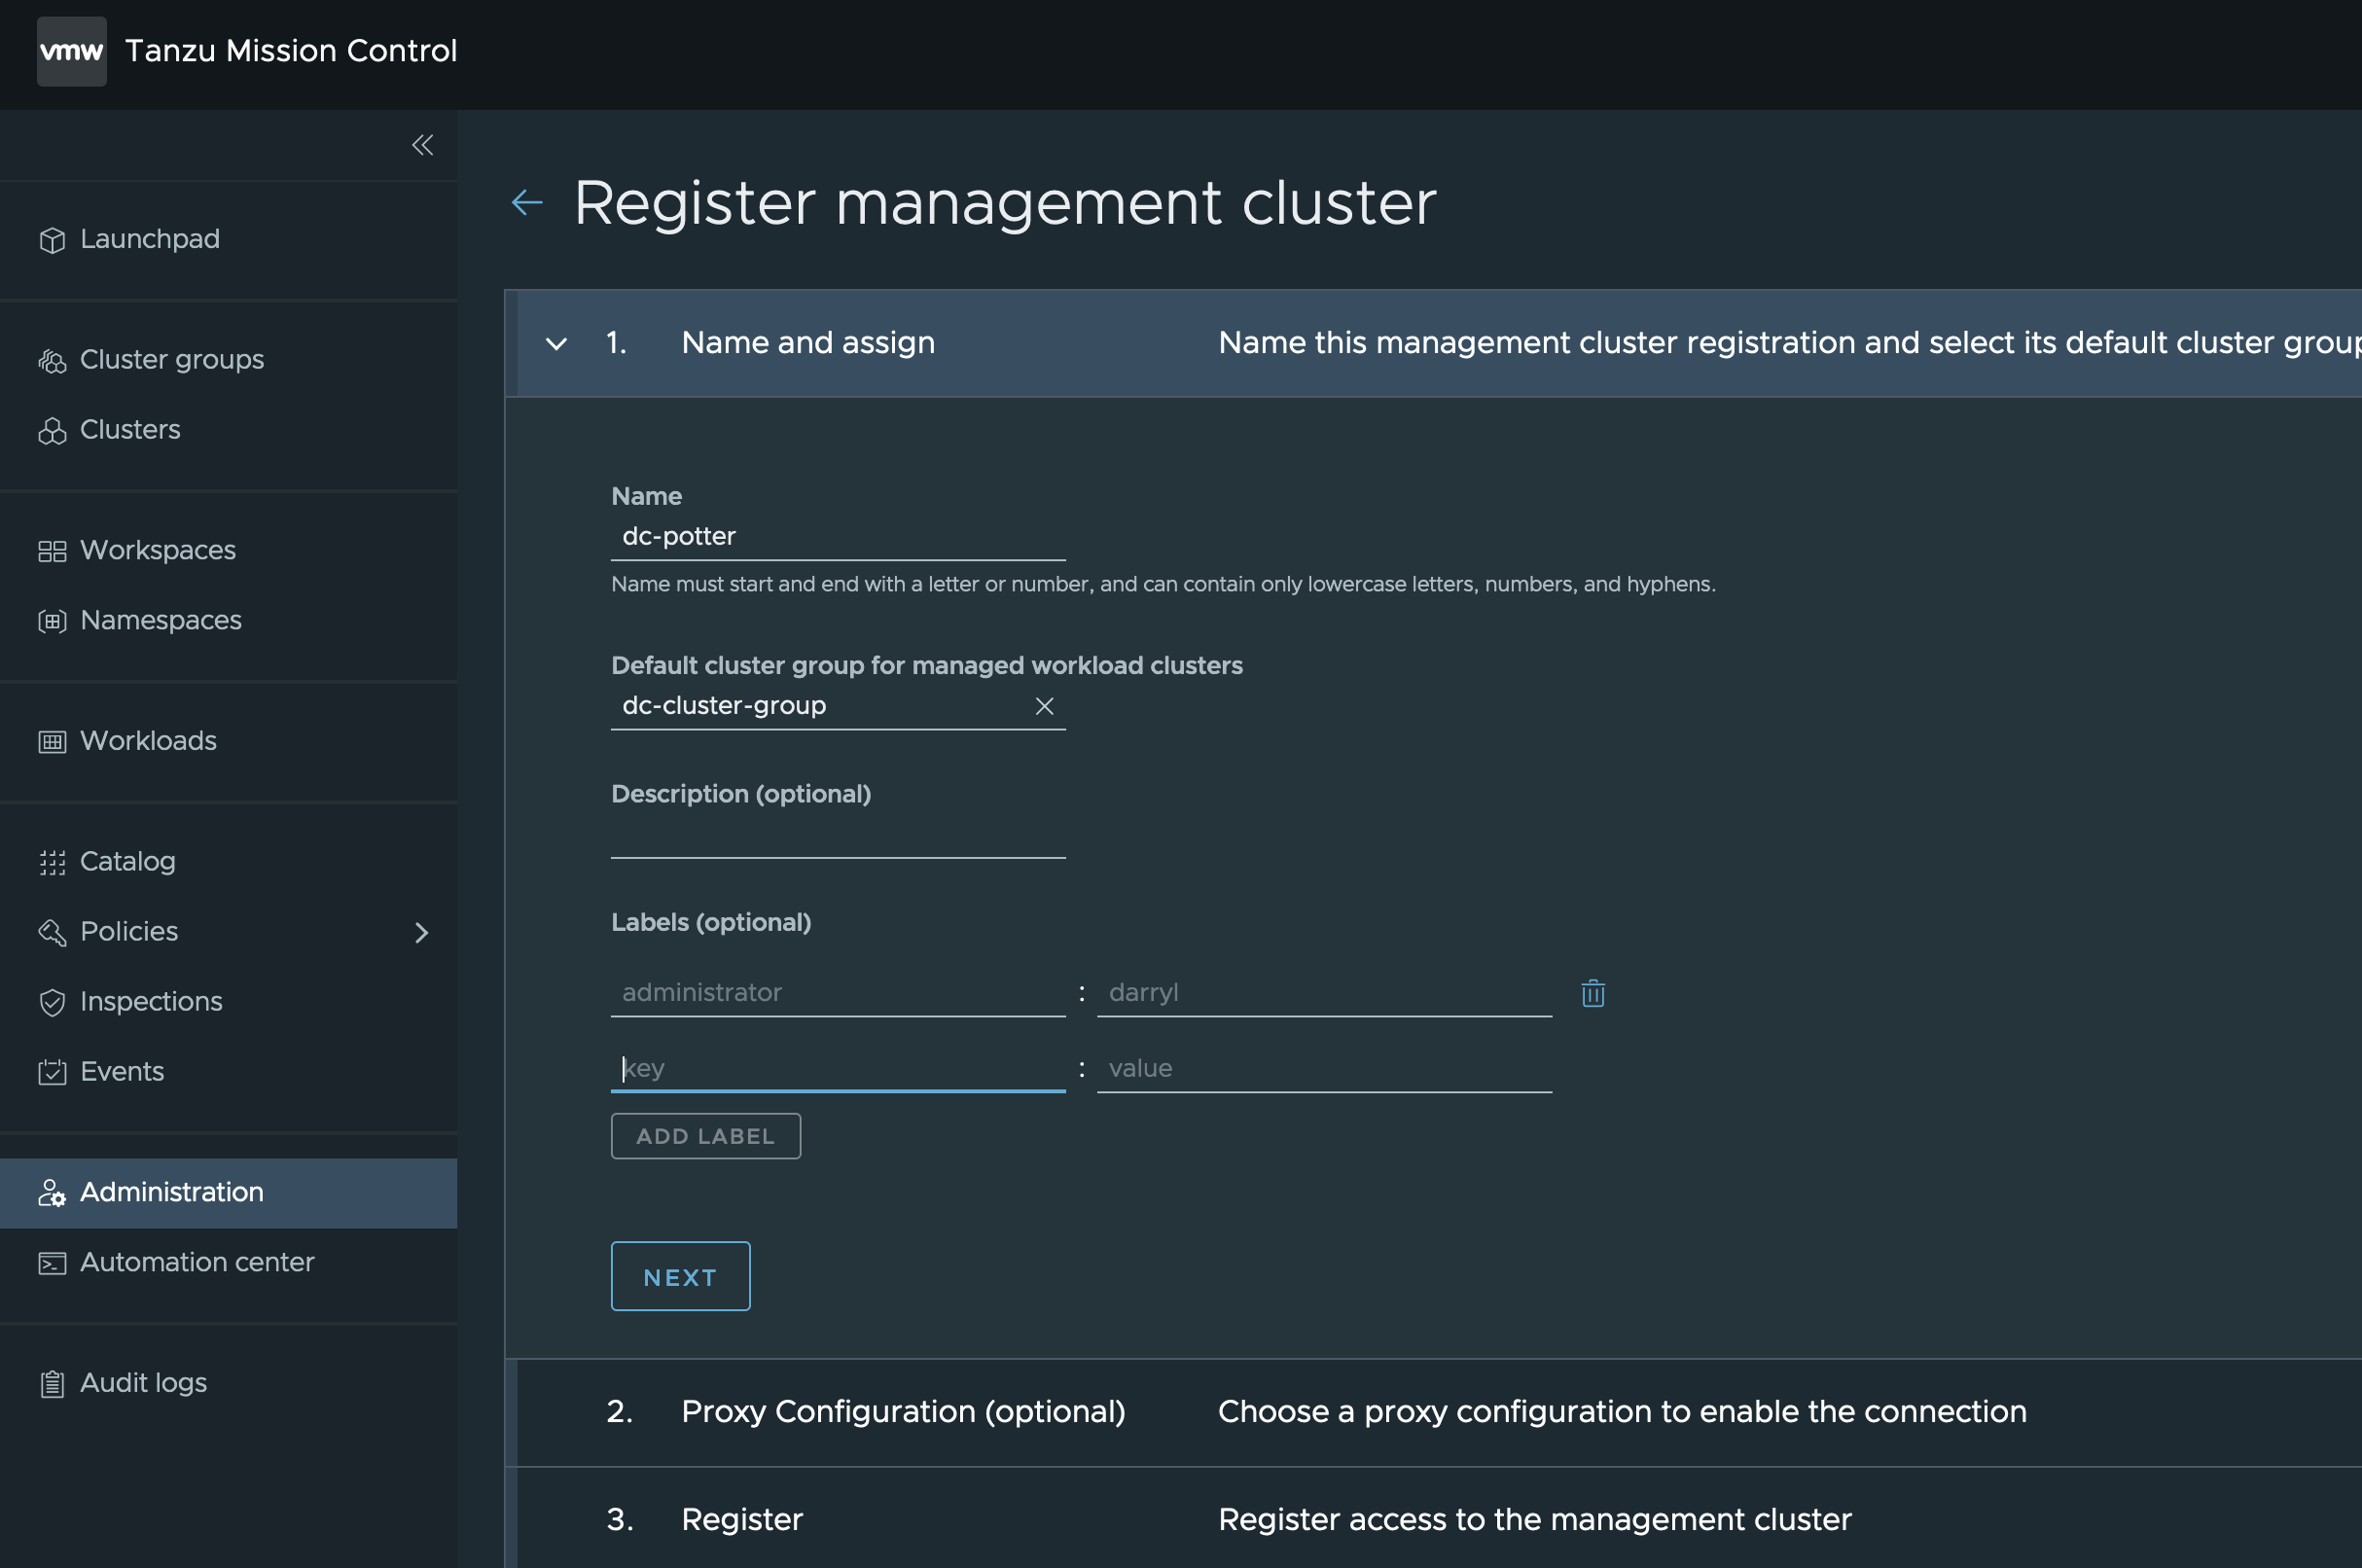 vmw Tanzu Mission Control
Launchpad
Cluster groups
Clusters
Workspaces
Namespaces
Workloads
Catalog
Policies
Inspections
Events
Administration
Automation center
Audit logs
Register management cluster
1. Name and assign Name this management cluster registration and select its default cluster group
Name
dc-potter
Name must start and end with a letter or number, and can contain only lowercase letters, numbers, and hyphens.
Default cluster group for managed workload clusters
dc-cluster-group
Description (optional)
Labels (optional)
administrator : darryl
key : value
ADD LABEL
NEXT
2. Proxy Configuration (optional) Choose a proxy configuration to enable the connection
3. Register Register access to the management cluster